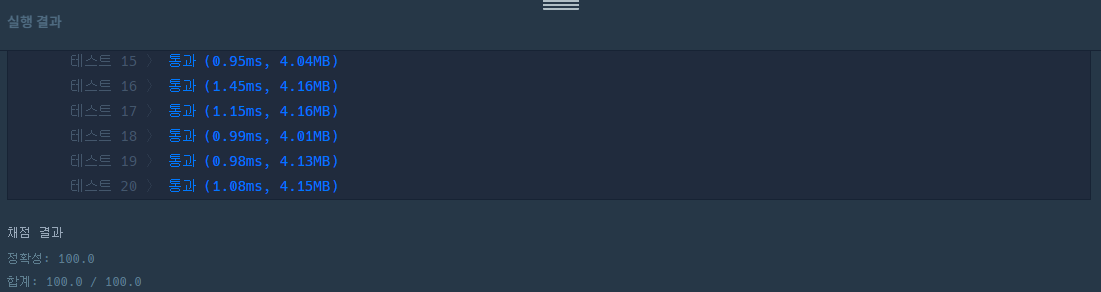 실행 결과
테스트 15 〉 통과 (0.95ms, 4.04MB)
테스트 16 〉 통과 (1.45ms, 4.16MB)
테스트 17 〉 통과 (1.15ms, 4.16MB)
테스트 18 〉 통과 (0.99ms, 4.01MB)
테스트 19 〉 통과 (0.98ms, 4.13MB)
테스트 20 〉 통과 (1.08ms, 4.15MB)
채점 결과
정확성: 100.0
합계: 100.0 / 100.0